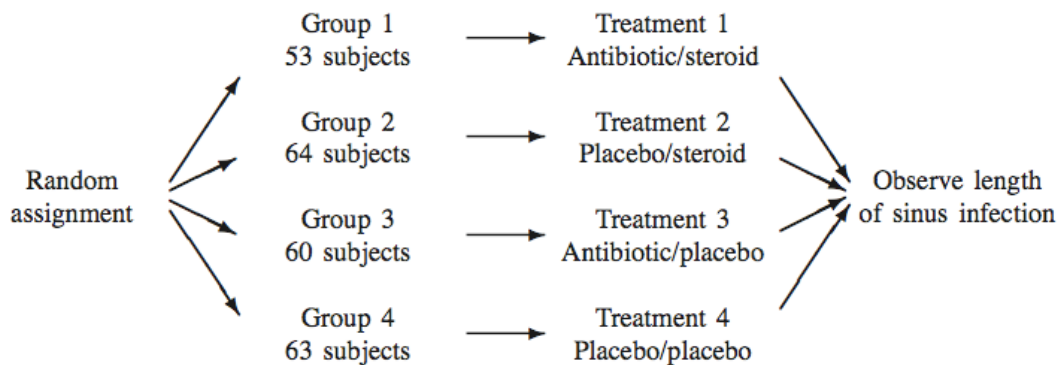 Group 1
53 subjects
Treatment 1
Antibiotic/steroid
Group 2
64 subjects
Treatment 2
Placebo/steroid
Random
assignment
Observe length
of sinus infection
Group 3
60 subjects
Treatment 3
Antibiotic/placebo
Group 4
63 subjects
Treatment 4
Placebo/placebo